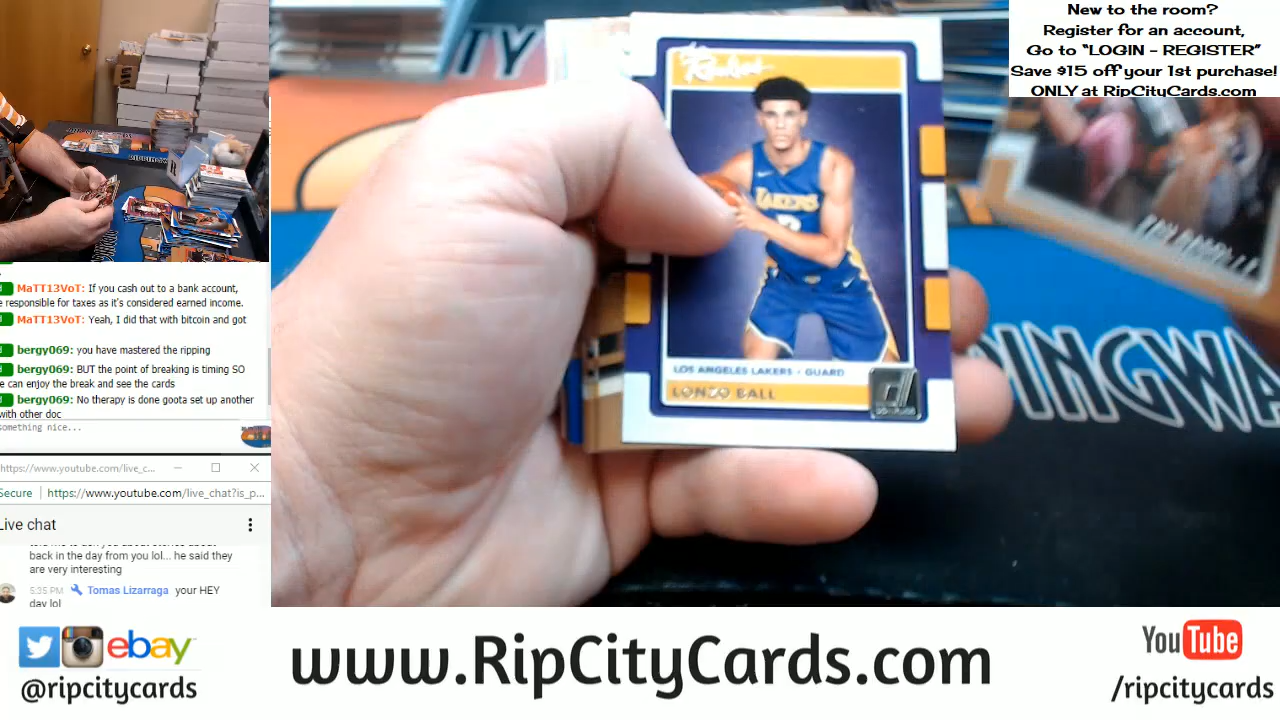 New to the room?
Register for an account,
Go to “LOGIN - REGISTER”
Save $15 off your 1st purchase!
ONLY at RipCityCards.com
MaTT13VoT: If you cash out to a bank account,
e responsible for taxes as it's considered earned income.
MaTT13VoT: Yeah, I did that with bitcoin and got
bergy069: you have mastered the ripping
bergy069: BUT the point of breaking is timing SO
e can enjoy the break and see the cards
bergy069: No therapy is done goota set up another
with other doc
something nice...
https://www.youtube.com/live_c...
Secure https://www.youtube.com/live_chat?is_p...
Live chat
back in the day from you lol... he said they
are very interesting
5:35 PM Tomas Lizarraga your HEY
day lol
The Rookies
LAKERS
LOS ANGELES LAKERS · GUARD
LONZO BALL
DONRUSS
PPINGWA
ebay
@ripcitycards
www.RipCityCards.com
YouTube
/ripcitycards